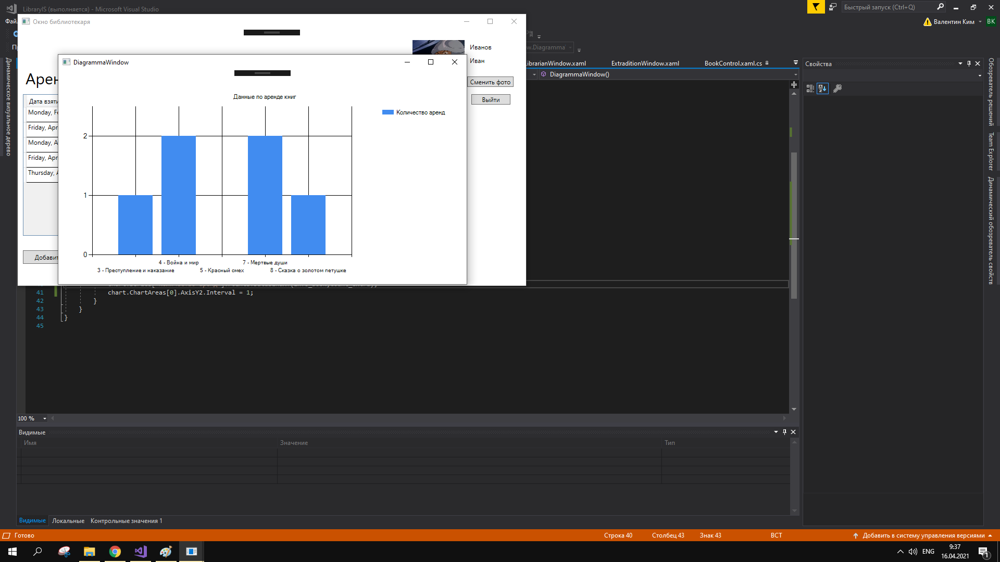 LibraryIS (выполняется) - Microsoft Visual Studio
Быстрый запуск (Ctrl+Q)
Фай
Валентин Ким
ВК
Окно библиотекаря
Иванов
Иван
Сменить фото
Выйти
Арен
Дата взяти
Monday, Fe
Friday, Apr
Monday, A
Friday, Apr
Thursday, A
Добавит
DiagrammaWindow
Данные по аренде книг
Количество аренд
2
1
0
4 - Война и мир
7 - Мертвые души
3 - Преступление и наказание
5 - Красный смех
8 - Сказка о золотом петушке
w.Diagramma
ibrarianWindow.xaml
ExtraditionWindow.xaml
BookControl.xaml.cs
DiagrammaWindow()
Свойства
Динамическое визуальное дерево
Обозреватель решений
Team Explorer
Динамический обозреватель свойств
41 chart.ChartAreas[0].AxisY2.Interval = 1;
42 }
43 }
44 }
45
100 %
Видимые
Имя
Значение
Тип
Видимые
Локальные
Контрольные значения 1
Готово
Строка 40
Столбец 43
Знак 43
ВСТ
Добавить в систему управления версиями
ENG
9:37
16.04.2021
1